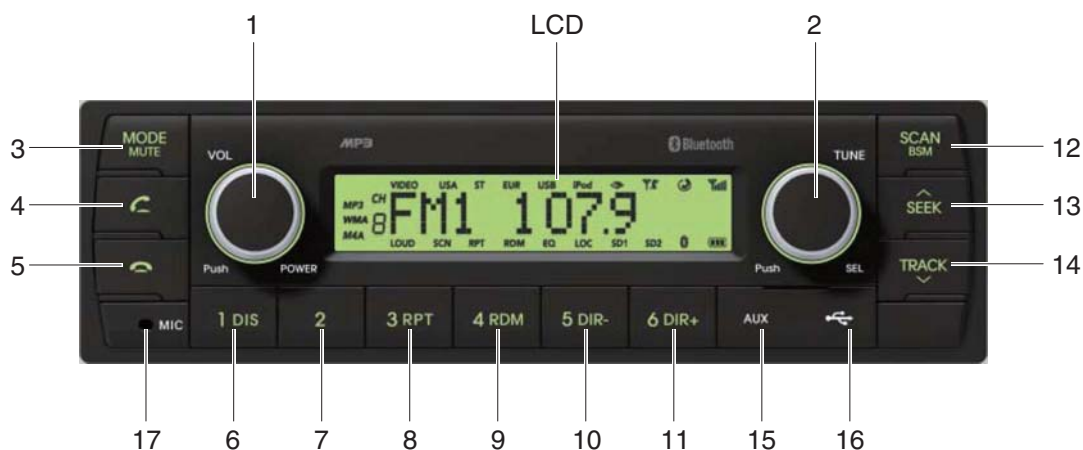 1 LCD 2
MODE
MUTE
VOL
MP3
Bluetooth
TUNE
SCAN
BSM
3
12
VIDEO USA ST EUR USB iPod
MP3 CH
WMA 8 FM1 107.9
M4A
LOUD SCN RPT RDM EQ LOC SD1 SD2
4
SEEK
13
5
Push POWER
Push SEL
TRACK
14
MIC
1 DIS
2
3 RPT
4 RDM
5 DIR-
6 DIR+
AUX
17 6 7 8 9 10 11 15 16